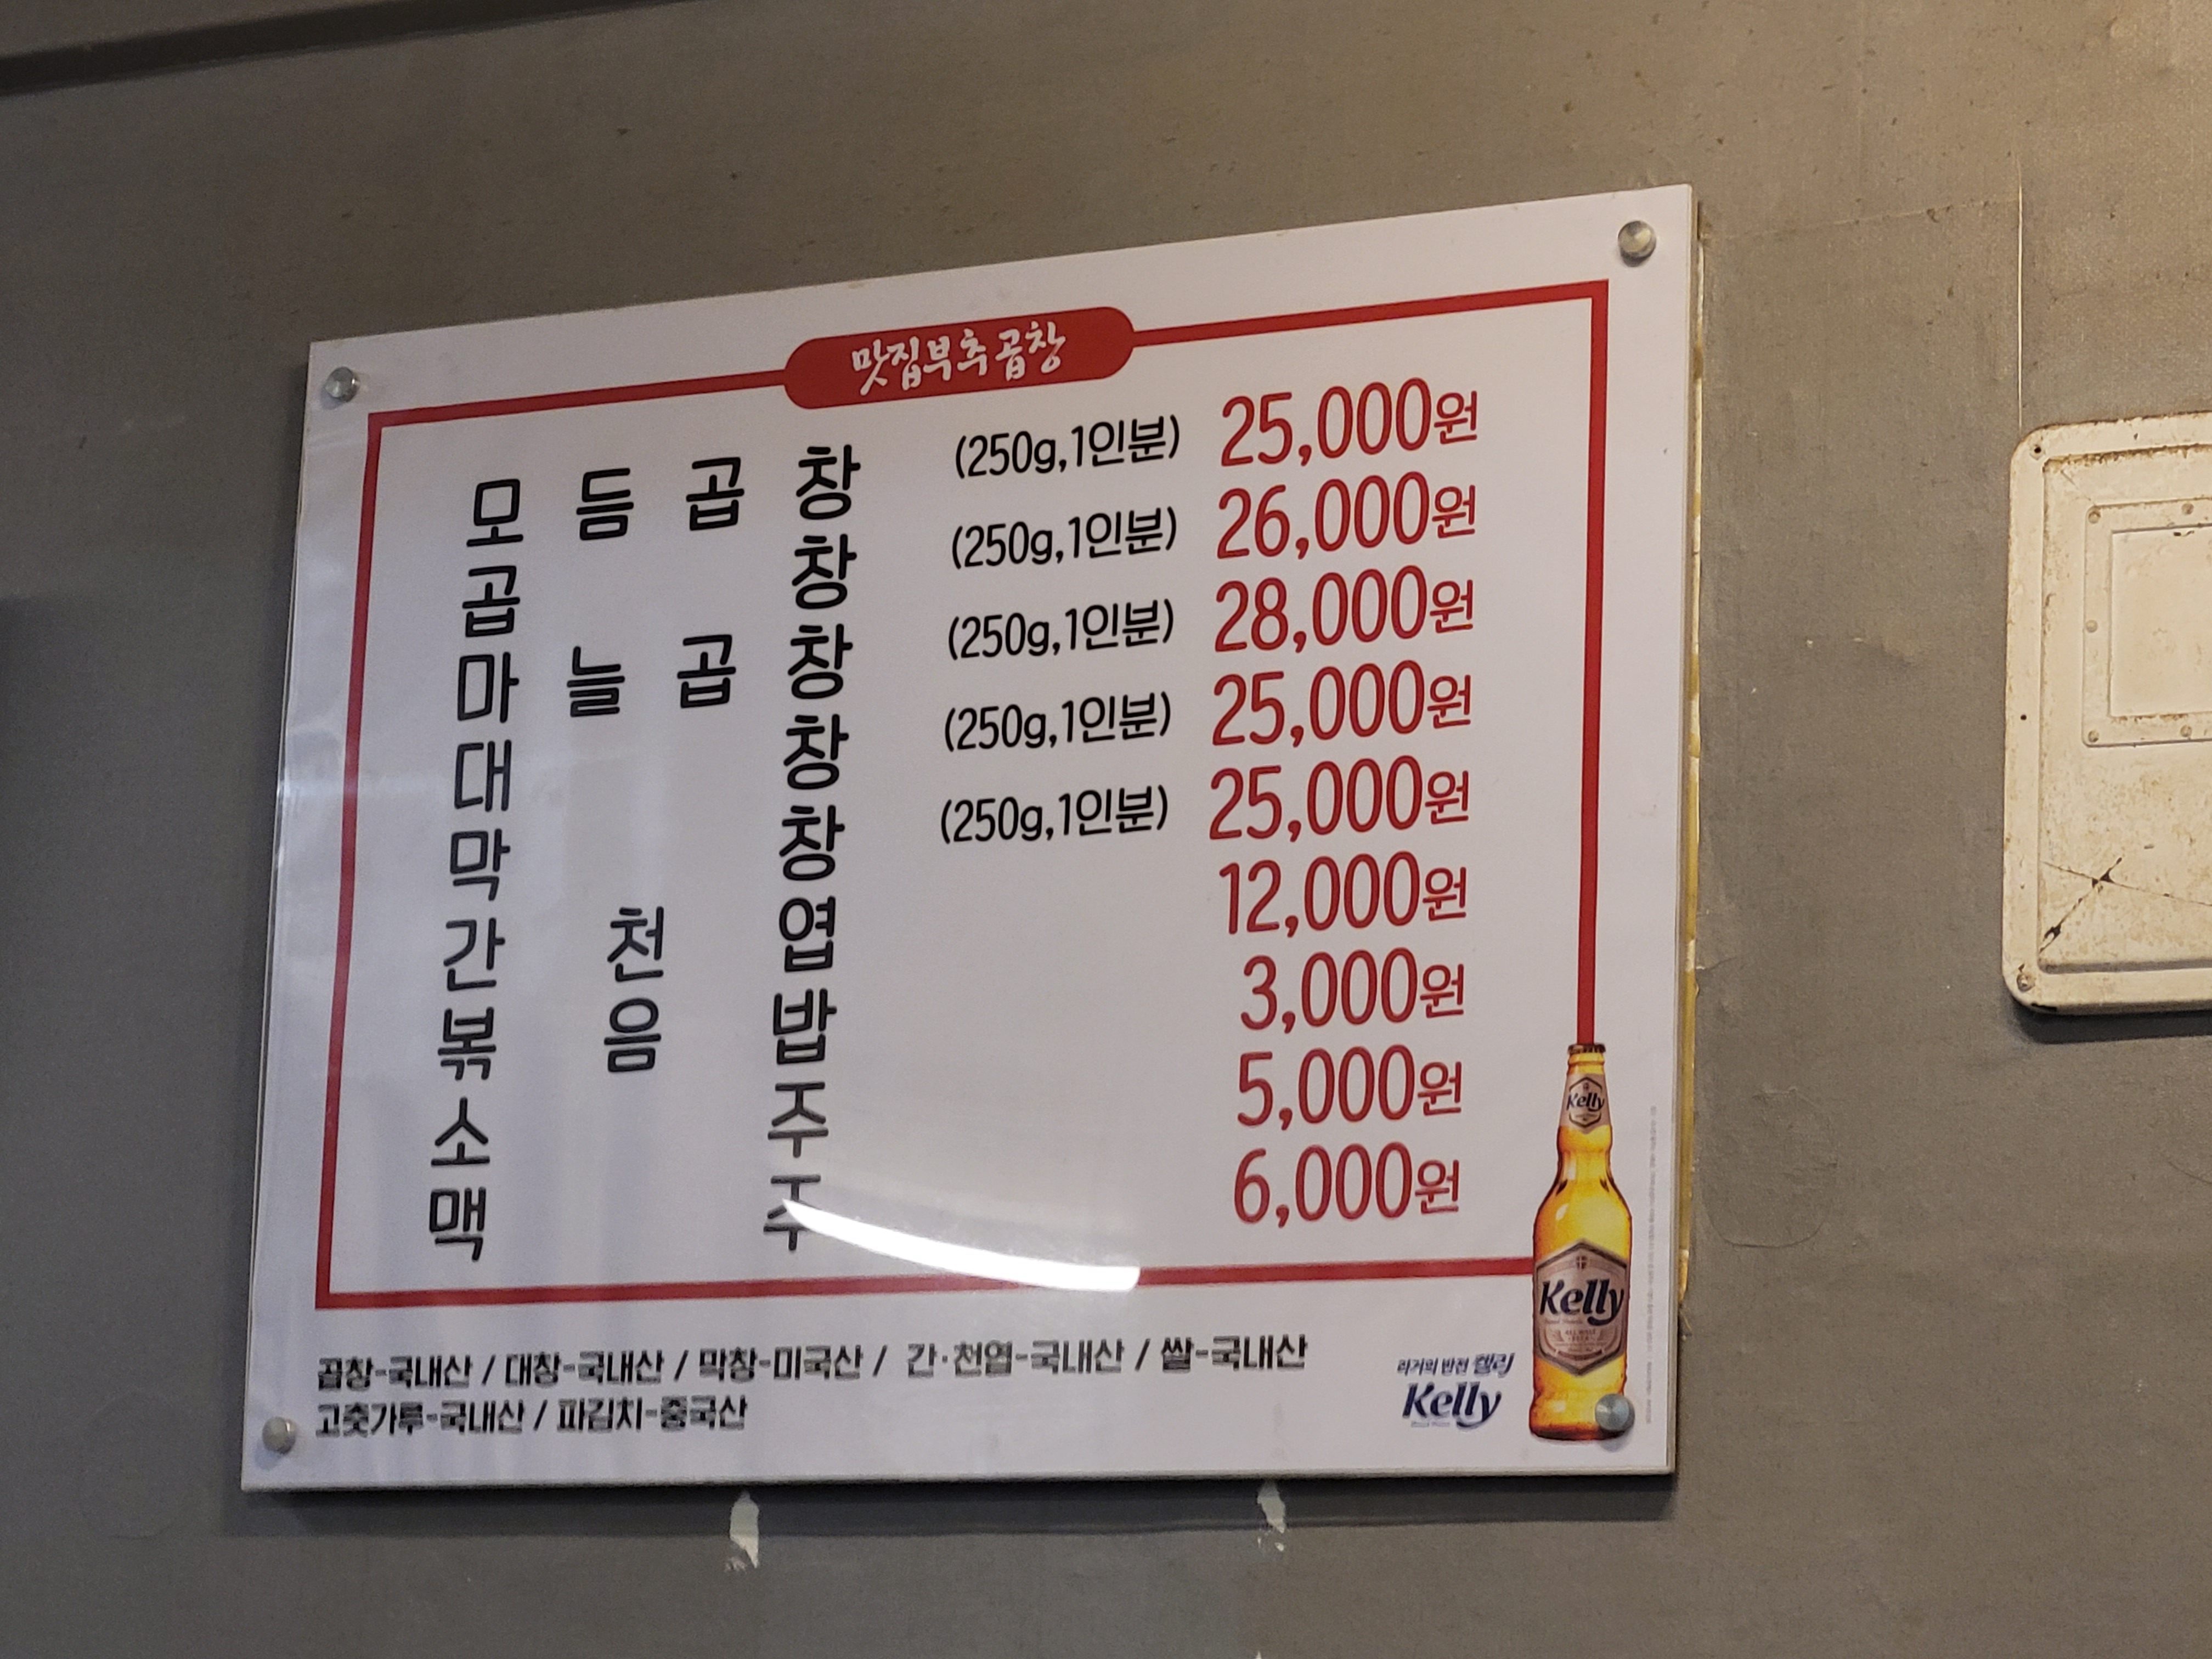 맛집부추곱창
모듬곱창 (250g,1인분) 25,000원
곱창 (250g,1인분) 26,000원
마늘곱창 (250g,1인분) 28,000원
대창 (250g,1인분) 25,000원
막창 (250g,1인분) 25,000원
간천엽 12,000원
볶음밥 3,000원
소주 5,000원
맥주 6,000원
곱창-국내산 / 대창-국내산 / 막창-미국산 / 간·천엽-국내산 / 쌀-국내산
고춧가루-국내산 / 파김치-중국산
라거의 반전 켈리
Kelly
Kelly
Kelly